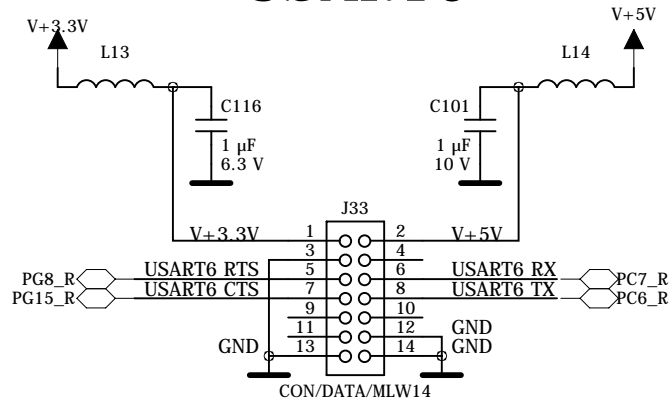 V+3.3V
V+5V
L13
L14
C116
1 µF
6.3 V
C101
1 µF
10 V
J33
V+3.3V
1
2
V+5V
3
4
PG8_R
USART6 RTS
5
6
USART6 RX
PC7_R
PG15_R
USART6 CTS
7
8
USART6 TX
PC6_R
9
10
11
12
GND
GND
13
14
GND
CON/DATA/MLW14